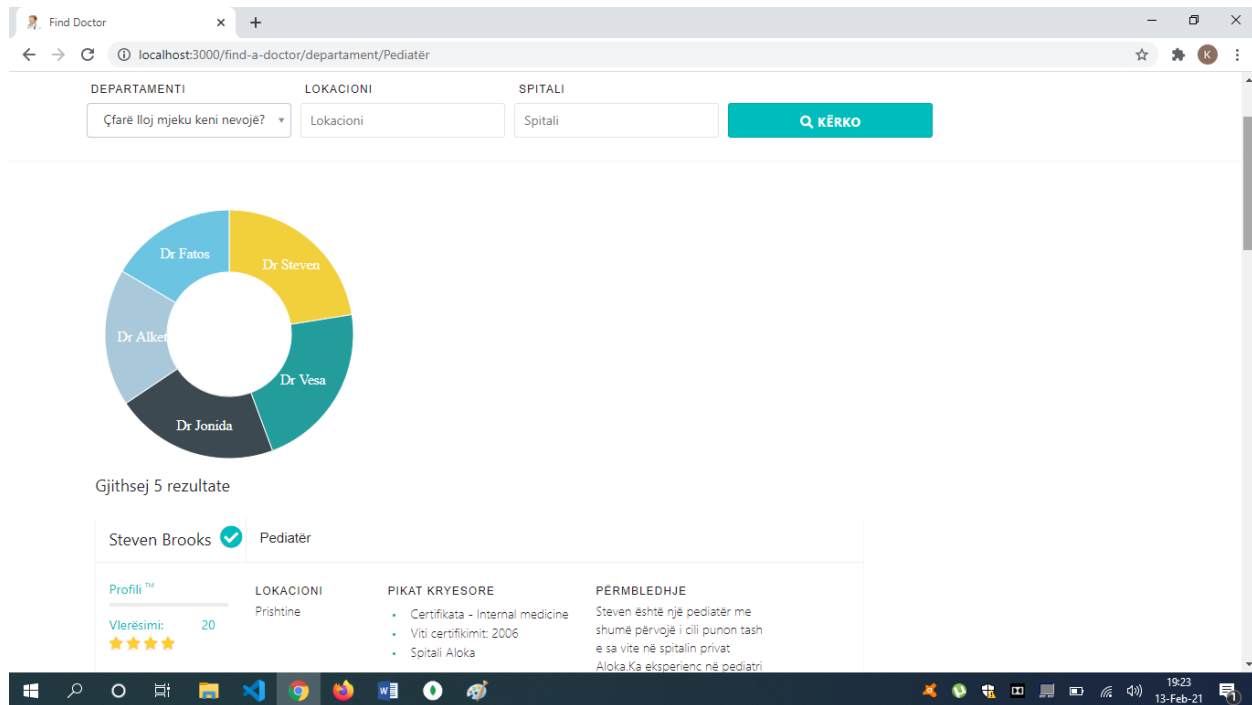 Find Doctor
localhost:3000/find-a-doctor/departament/Pediatër
K
DEPARTAMENTI LOKACIONI SPITALI
Çfarë lloj mjeku keni nevojë? Lokacioni Spitali KËRKO
Dr Fatos
Dr Steven
Dr Alket
Dr Vesa
Dr Jonida
Gjithsej 5 rezultate
Steven Brooks Pediatër
Profili ™
Vlerësimi: 20
LOKACIONI
Prishtine
PIKAT KRYESORE
Certifikata - Internal medicine
Viti certifikimit: 2006
Spitali Aloka
PËRMBLEDHJE
Steven është një pediatër me
shumë përvojë i cili punon tash
e sa vite në spitalin privat
Aloka.Ka eksperienc në pediatri
19:23
13-Feb-21